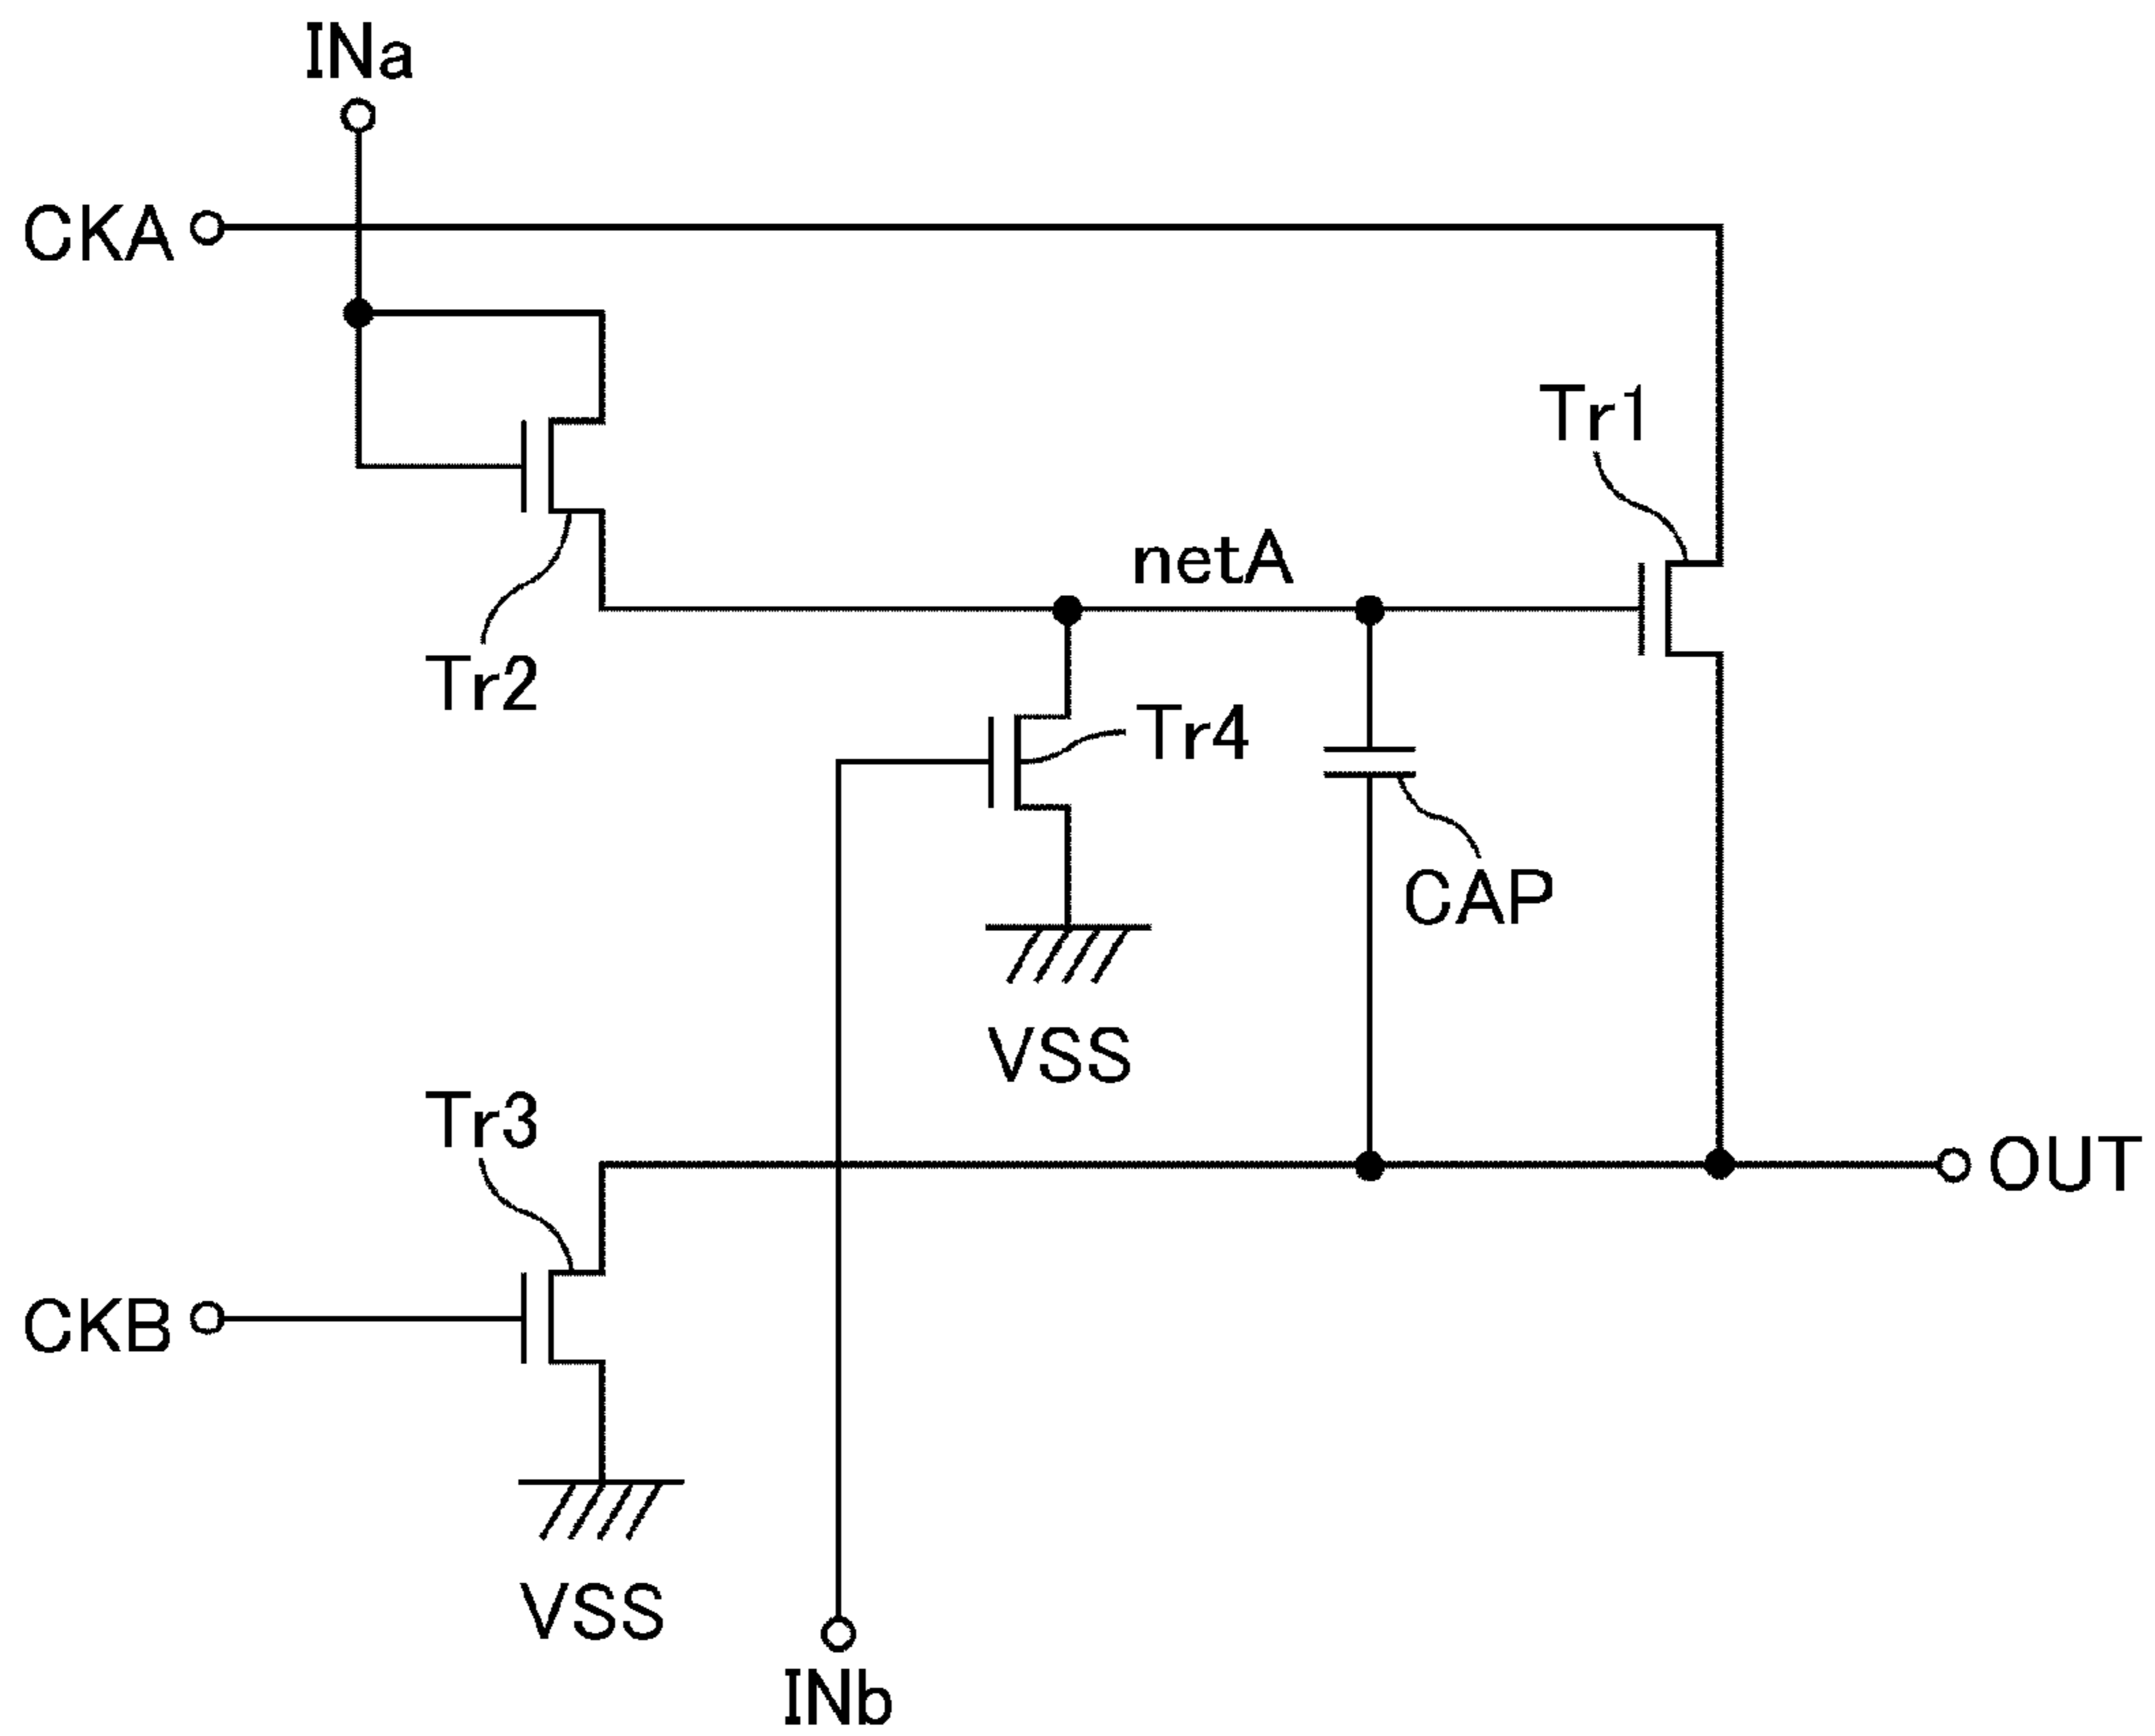 INa
CKA
Tr1
netA
Tr2
Tr4
CAP
VSS
Tr3
OUT
CKB
VSS
INb